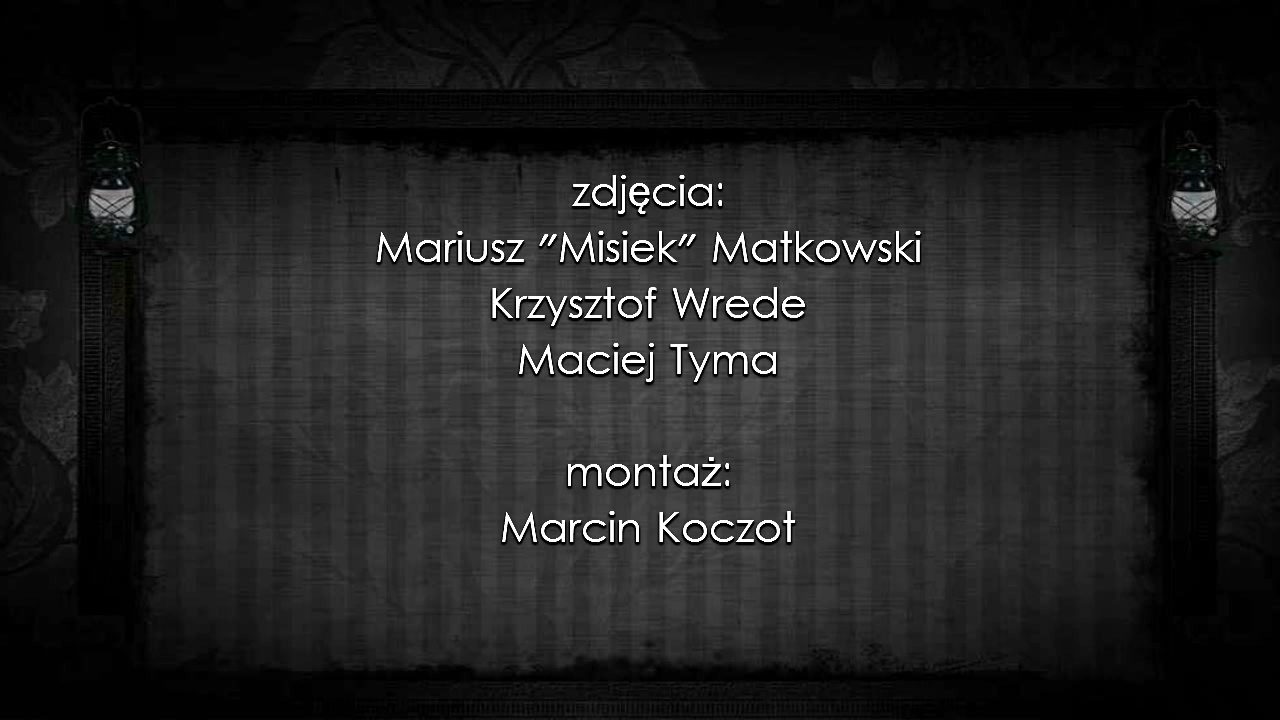 zdjęcia:
Mariusz "Misiek" Matkowski
Krzysztof Wrede
Maciej Tyma
montaż:
Marcin Koczot